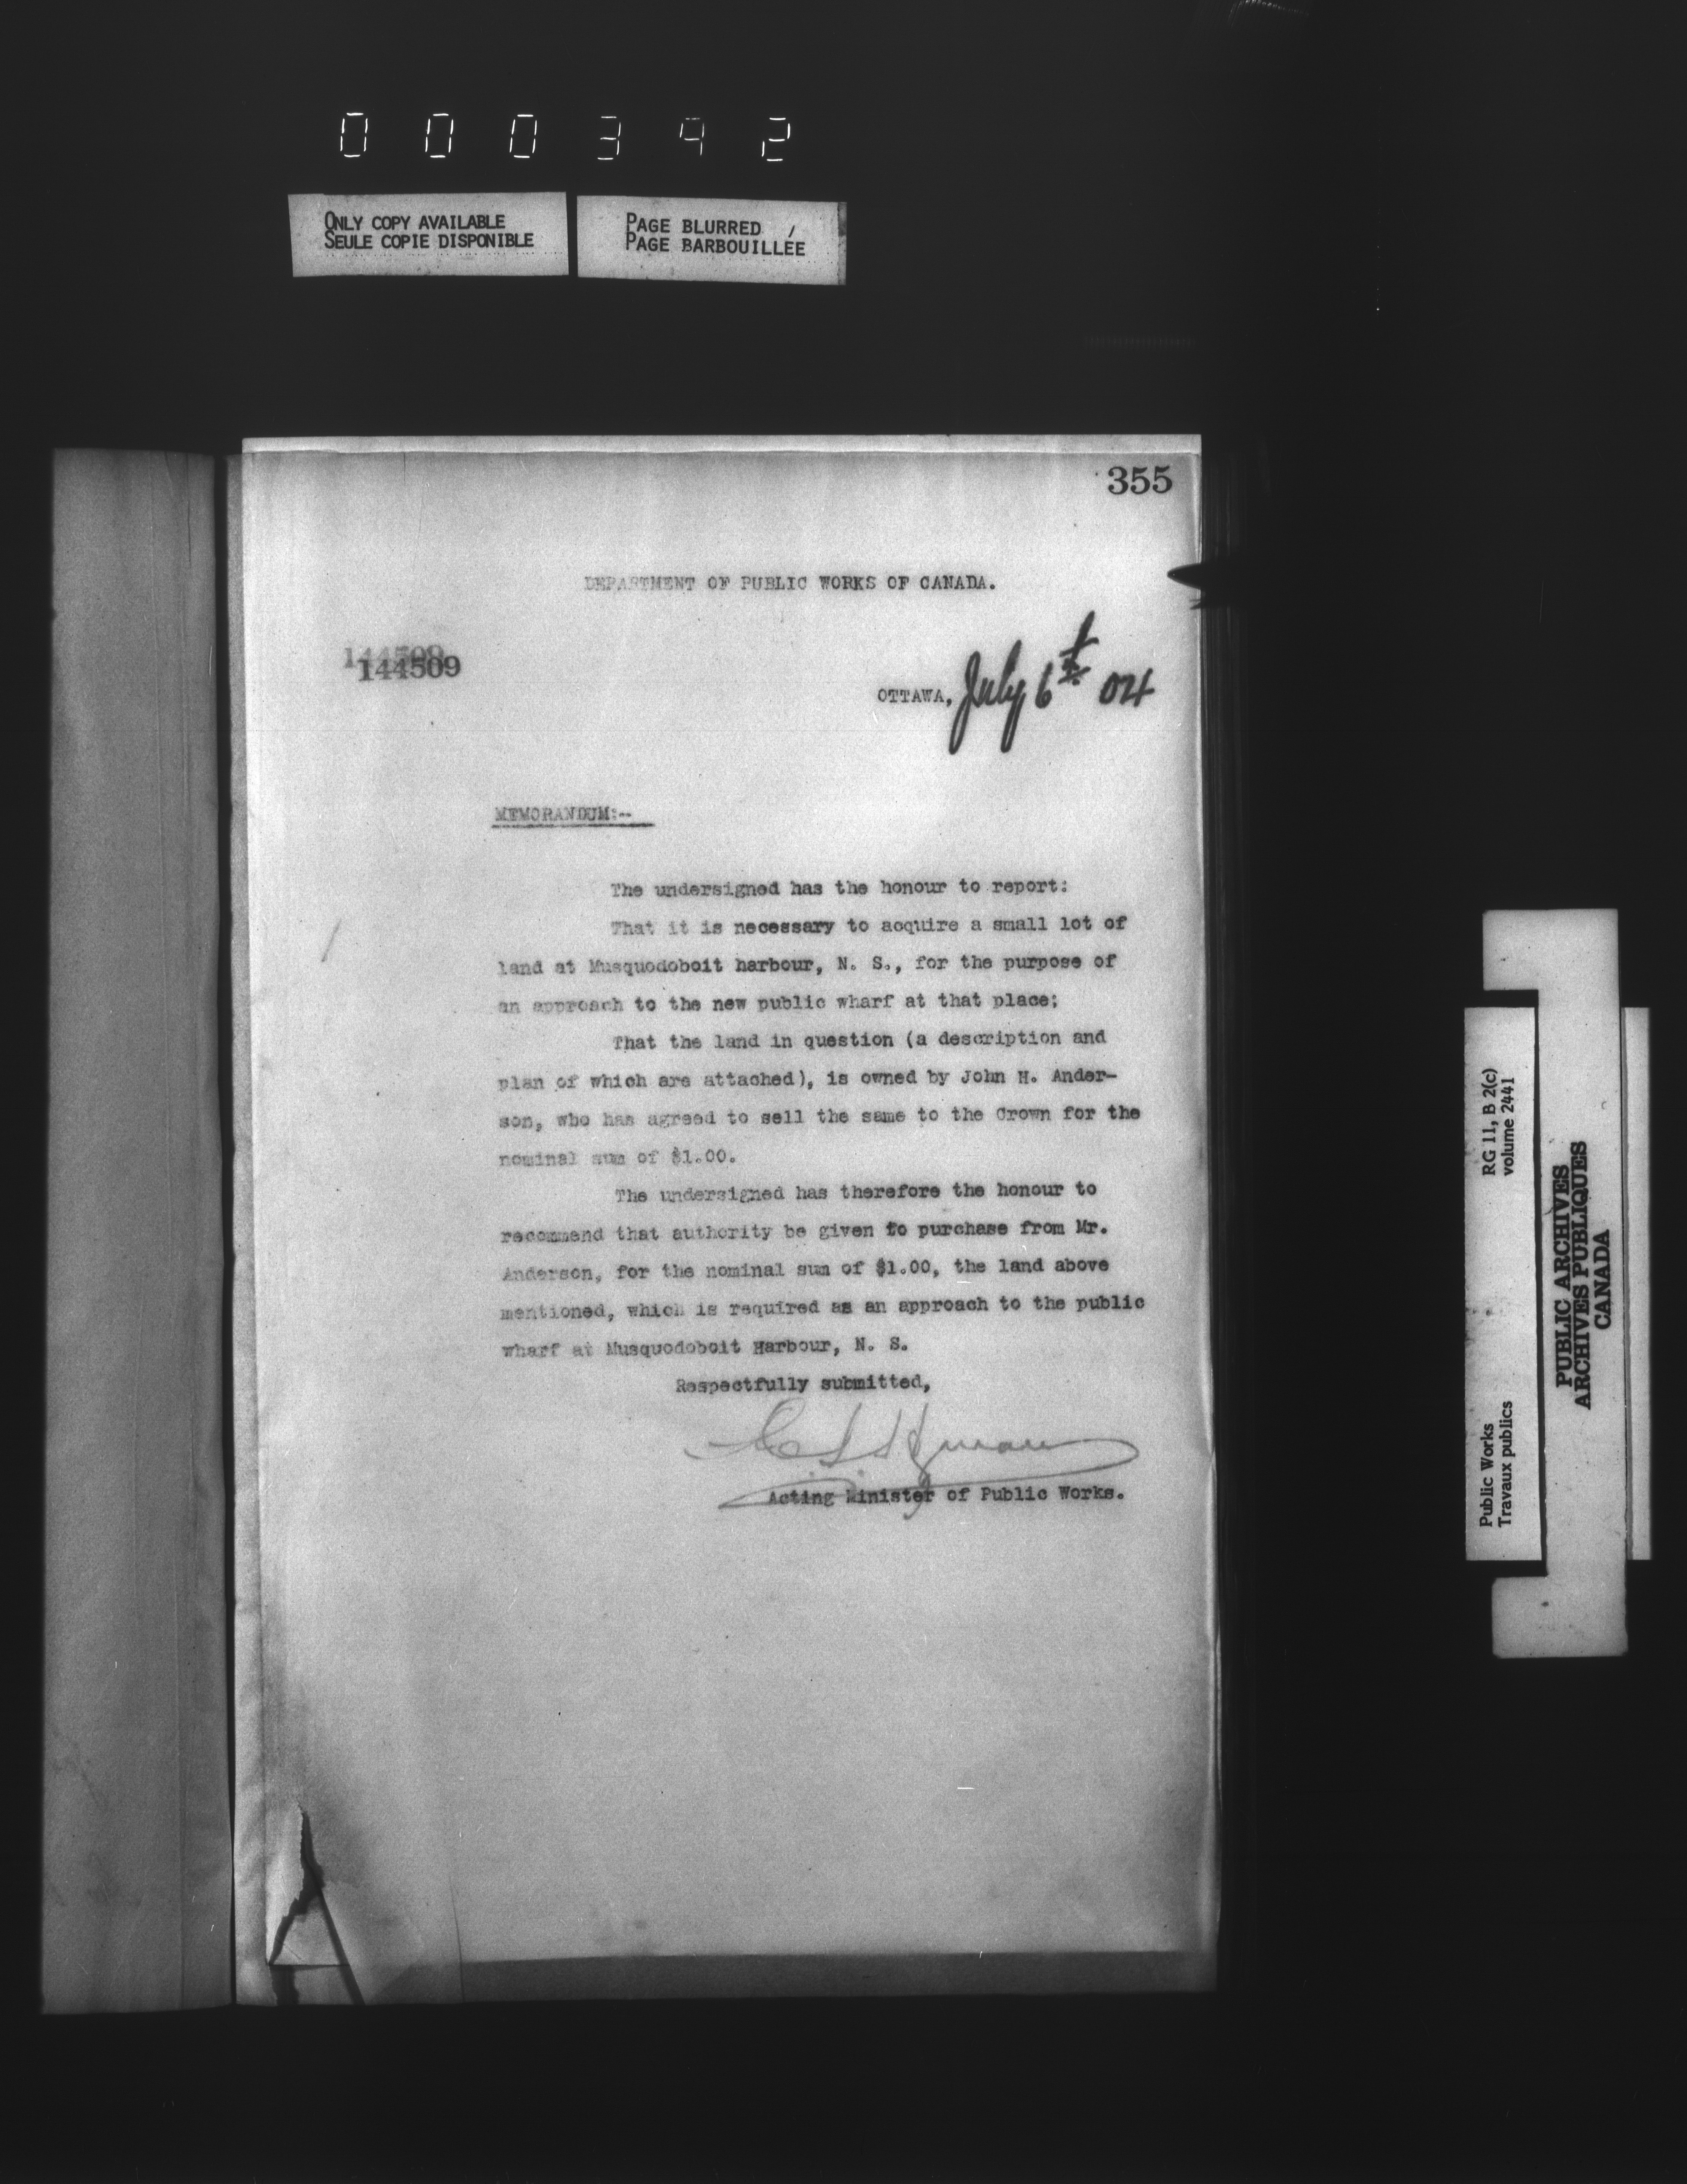 000342
ONLY COPY AVAILABLE
SEULE COPIE DISPONIBLE
PAGE BLURRED /
PAGE BARBOUILLÉE
355
DEPARTMENT OF PUBLIC WORKS OF CANADA.
144509
144509
OTTAWA, July 6th 04
MEMORANDUM:--
The undersigned has the honour to report:
That it is necessary to acquire a small lot of
land at Musquodoboit harbour, N. S., for the purpose of
an approach to the new public wharf at that place;
That the land in question (a description and
plan of which are attached), is owned by John H. Ander-
son, who has agreed to sell the same to the Crown for the
nominal sum of $1.00.
The undersigned has therefore the honour to
recommend that authority be given to purchase from Mr.
Anderson, for the nominal sum of $1.00, the land above
mentioned, which is required as an approach to the public
wharf at Musquodoboit Harbour, N. S.
Respectfully submitted,
C S Hyman
Acting Minister of Public Works.
Public Works
Travaux publics
RG 11, B 2(c)
volume 2441
PUBLIC ARCHIVES
ARCHIVES PUBLIQUES
CANADA